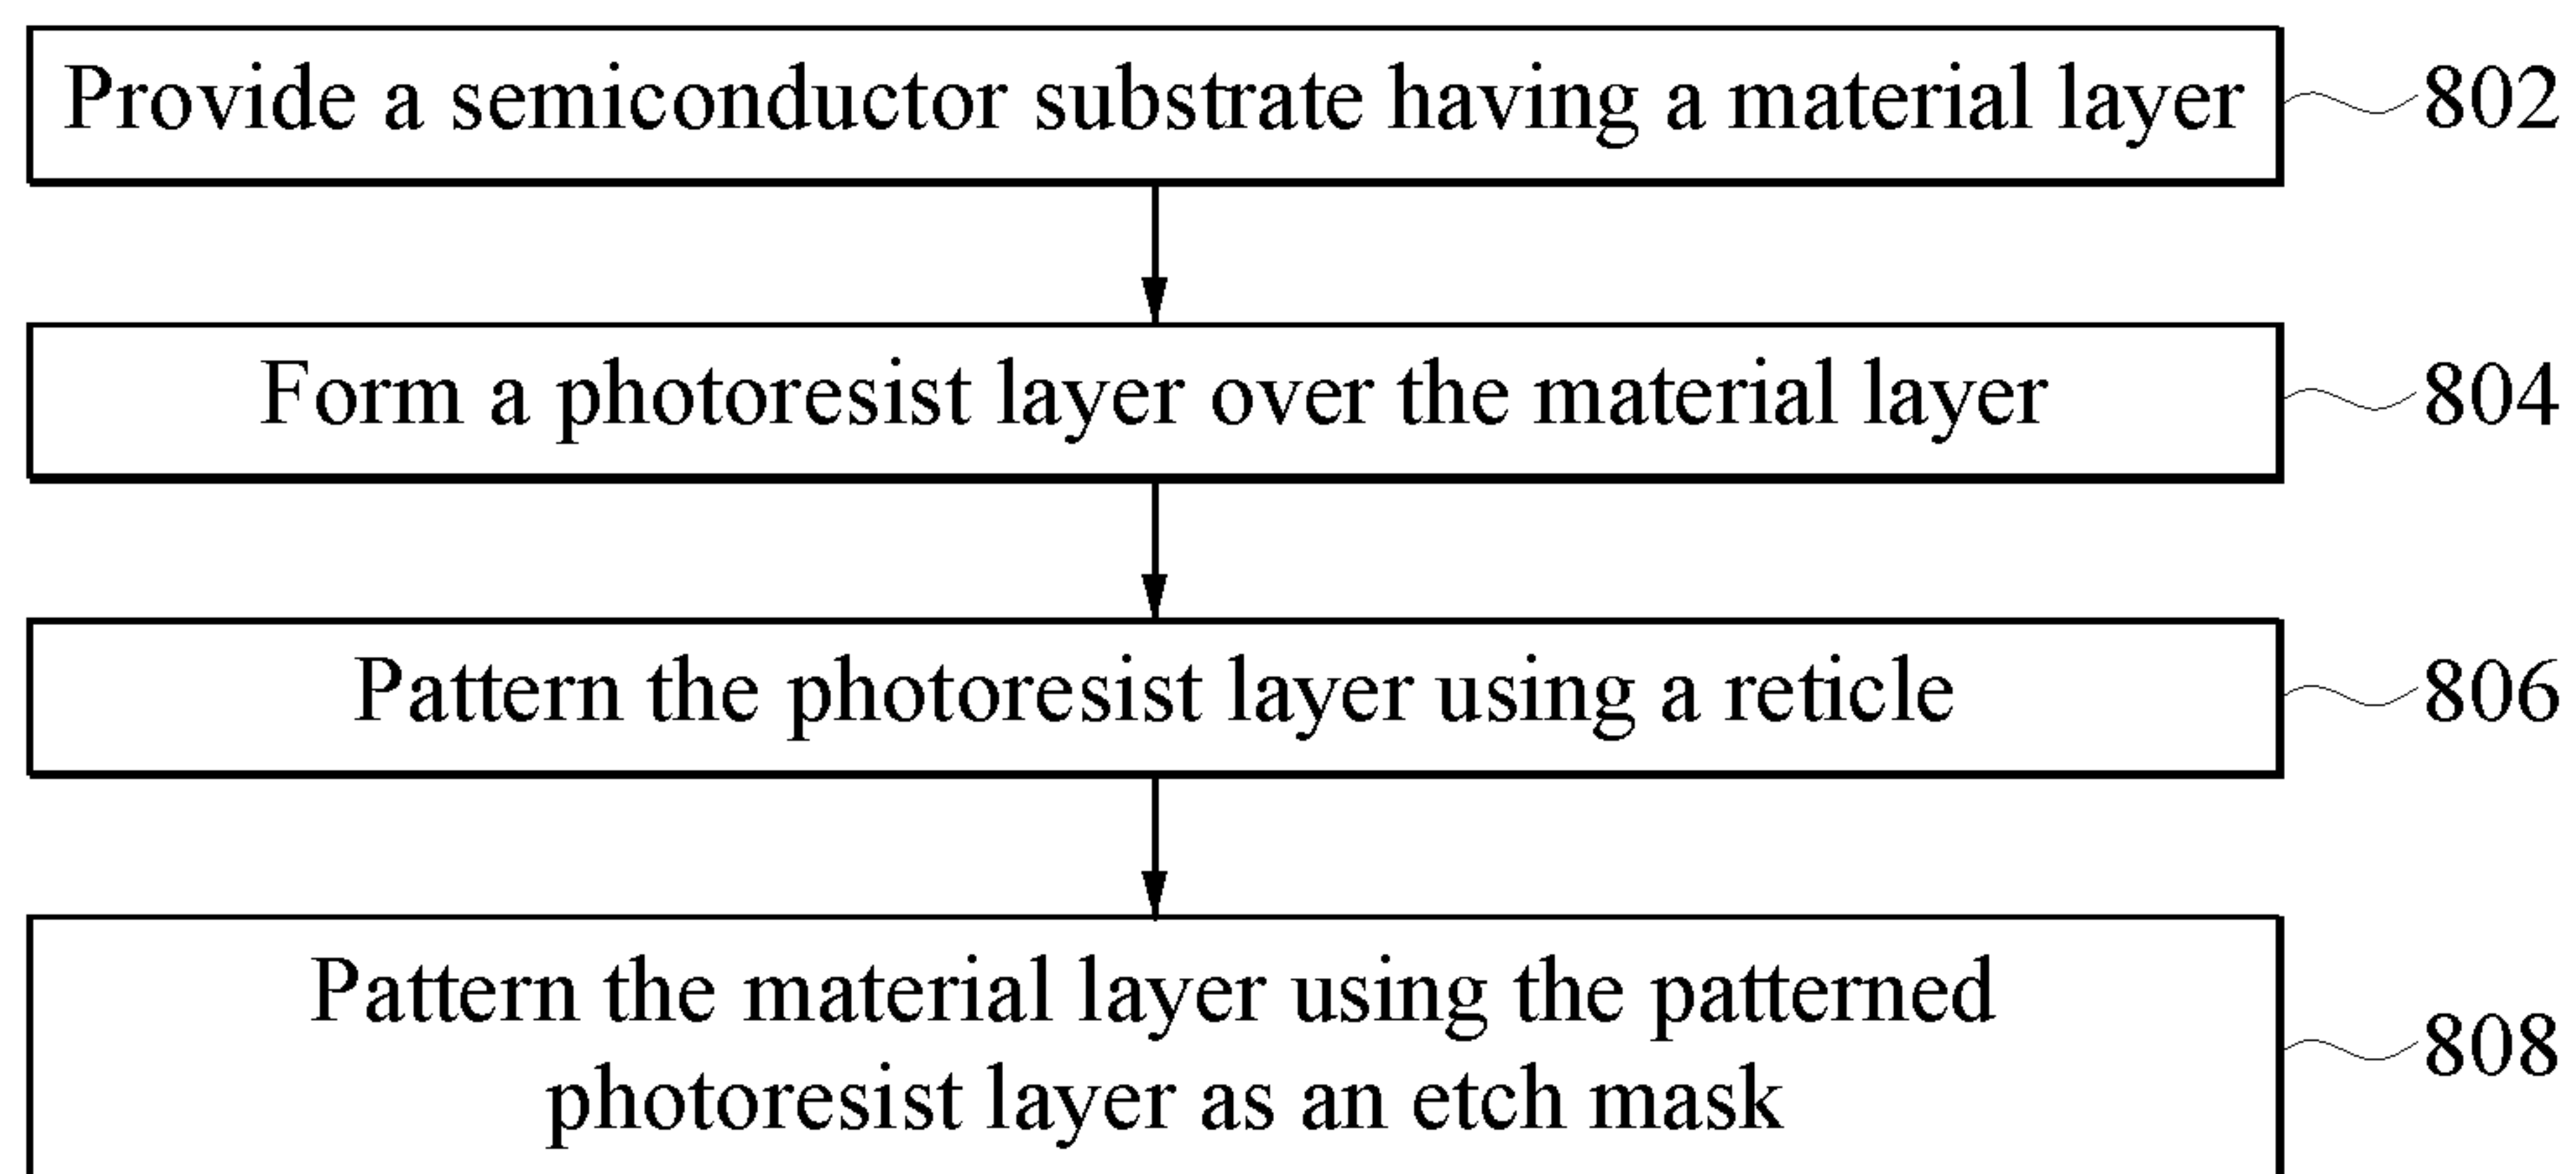 Provide a semiconductor substrate having a material layer 802
Form a photoresist layer over the material layer 804
Pattern the photoresist layer using a reticle 806
Pattern the material layer using the patterned
photoresist layer as an etch mask 808